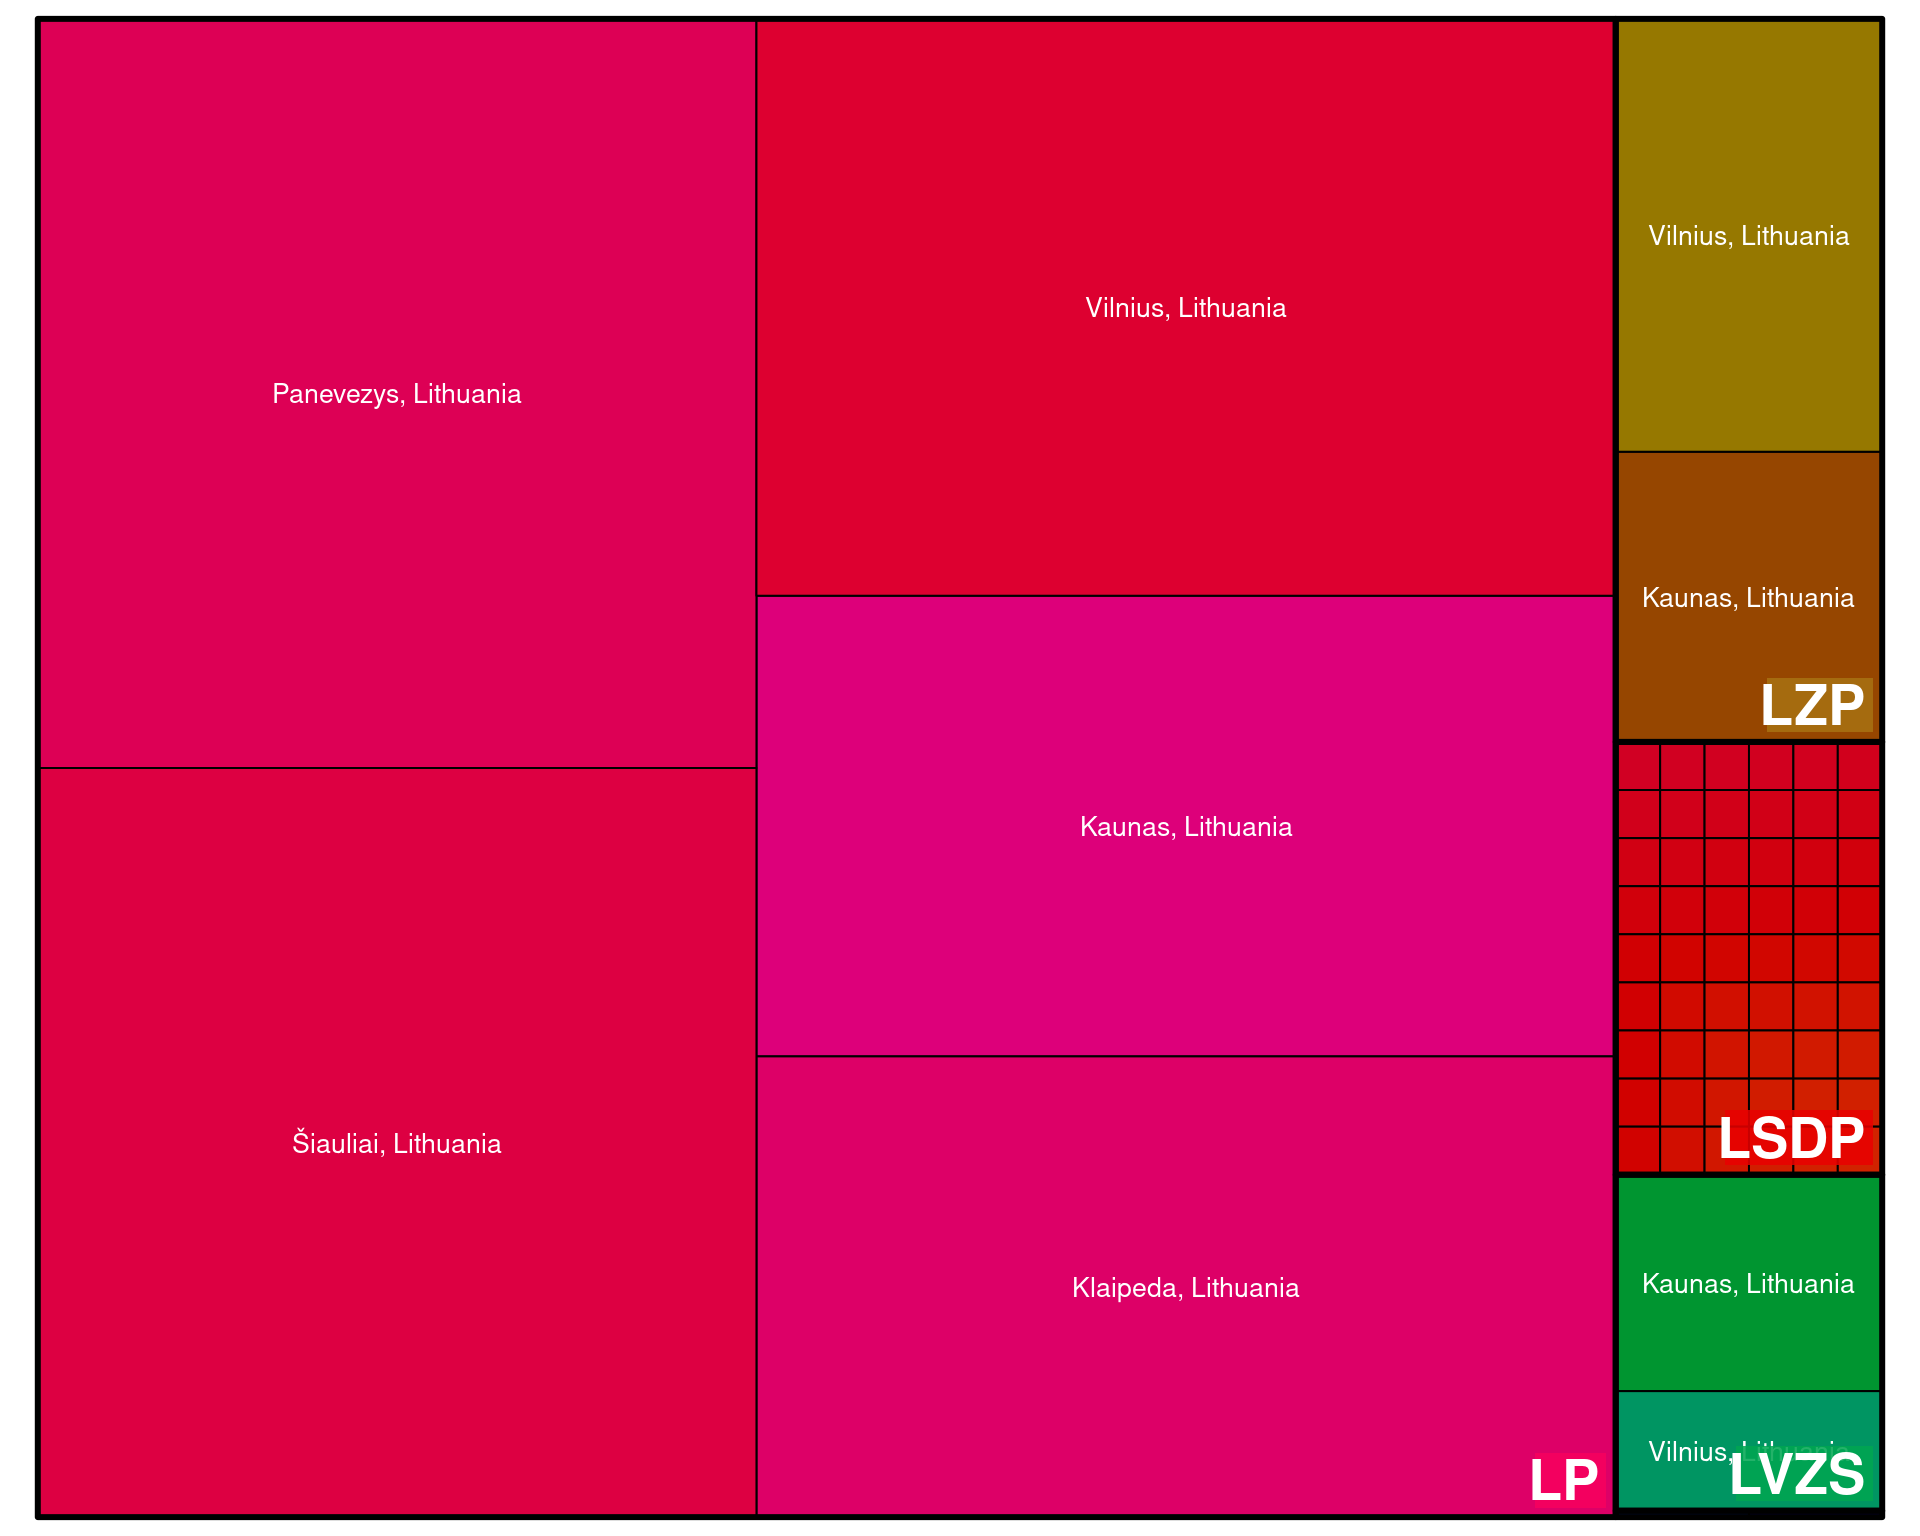 Panevezys, Lithuania
Šiauliai, Lithuania
Vilnius, Lithuania
Kaunas, Lithuania
Klaipeda, Lithuania
LP
Vilnius, Lithuania
Kaunas, Lithuania
LZP
LSDP
Kaunas, Lithuania
Vilnius, Lithuania
LVZS